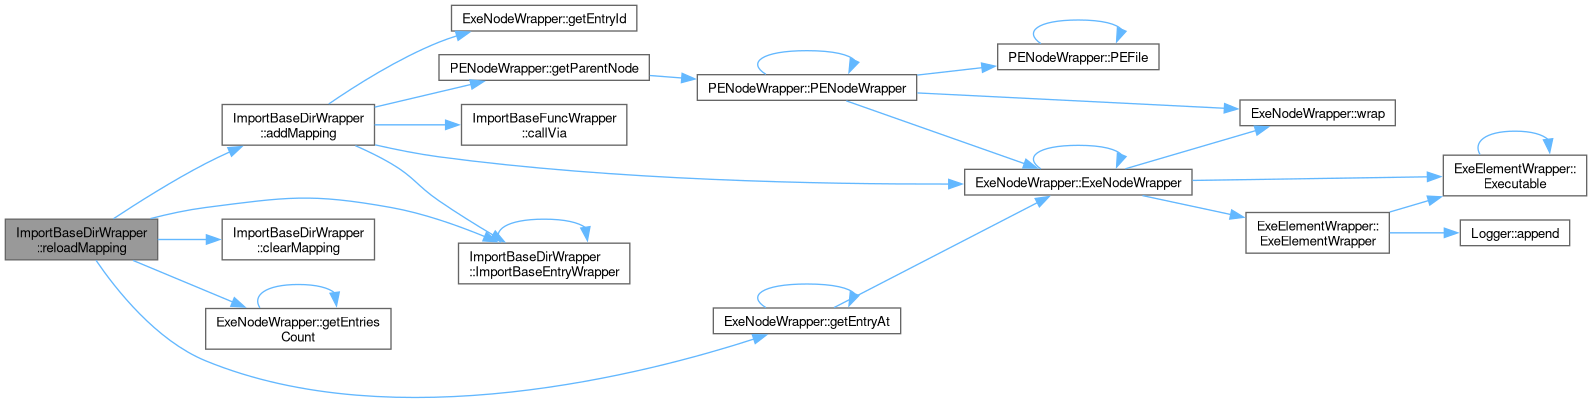 ImportBaseDirWrapper
::reloadMapping
ImportBaseDirWrapper
::addMapping
ImportBaseDirWrapper
::clearMapping
ExeNodeWrapper::getEntries
Count
ExeNodeWrapper::getEntryId
PENodeWrapper::getParentNode
ImportBaseFuncWrapper
::callVia
ImportBaseDirWrapper
::ImportBaseEntryWrapper
PENodeWrapper::PENodeWrapper
ExeNodeWrapper::getEntryAt
PENodeWrapper::PEFile
ExeNodeWrapper::ExeNodeWrapper
ExeNodeWrapper::wrap
ExeElementWrapper::
ExeElementWrapper
ExeElementWrapper::
Executable
Logger::append